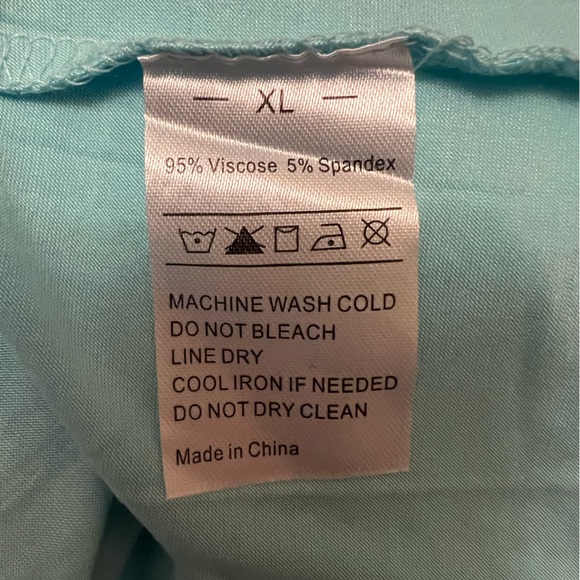 — XL —
95% Viscose 5% Spandex
MACHINE WASH COLD
DO NOT BLEACH
LINE DRY
COOL IRON IF NEEDED
DO NOT DRY CLEAN
Made in China